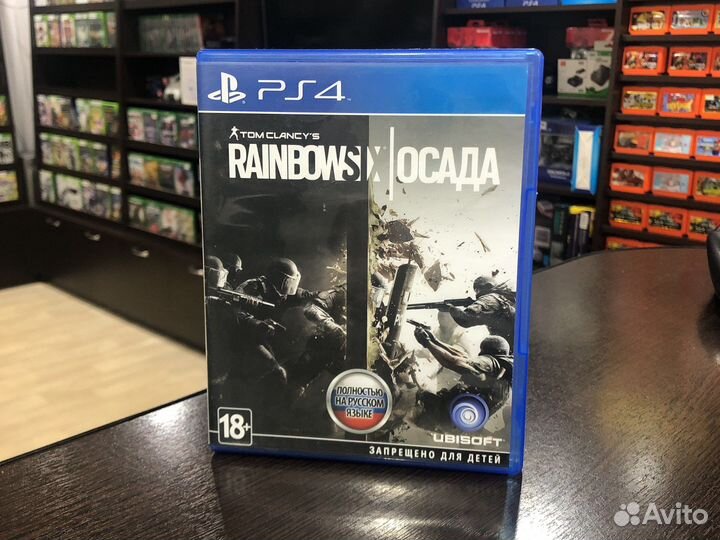 PS4
TOM CLANCY'S
RAINBOWSIX | ОСАДА
ПОЛНОСТЬЮ
НА РУССКОМ
ЯЗЫКЕ
18+
UBISOFT
ЗАПРЕЩЕНО ДЛЯ ДЕТЕЙ
Avito